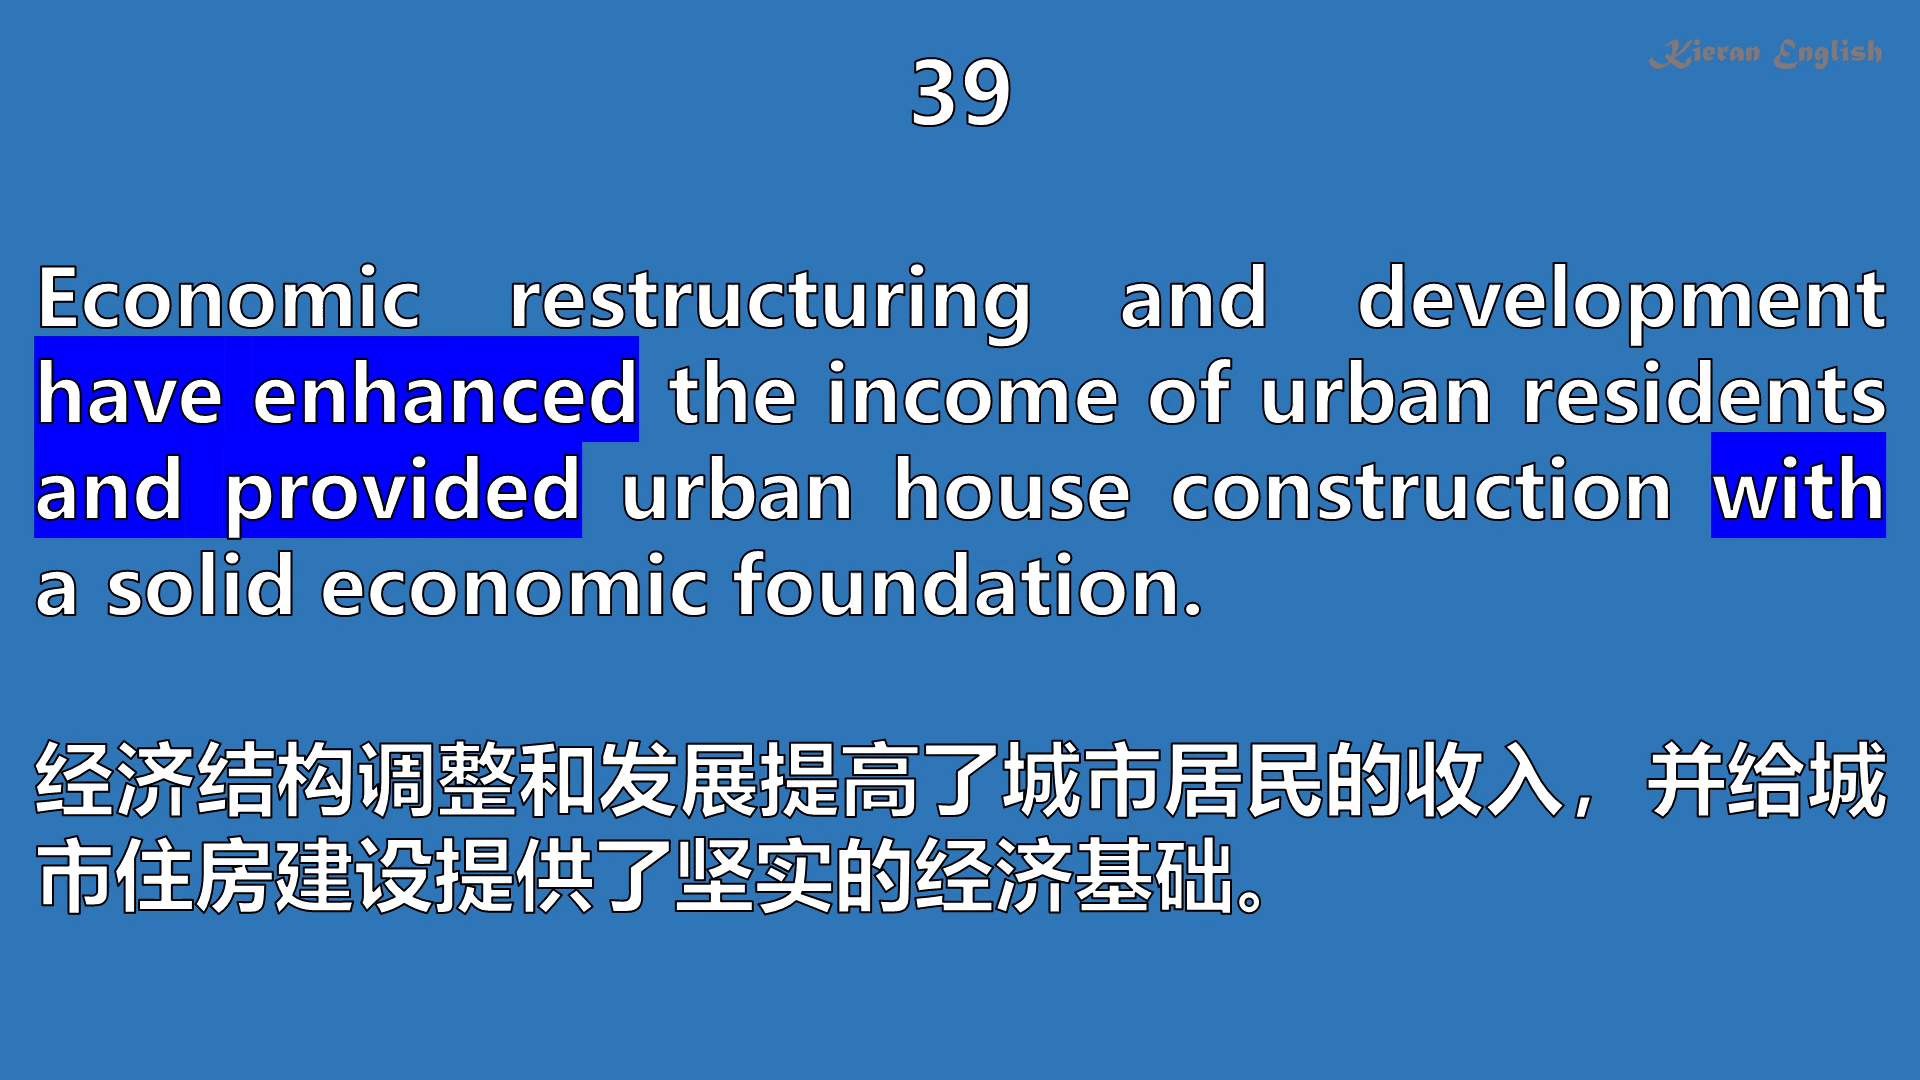 Kieran English
39
Economic restructuring and development
have enhanced the income of urban residents
and provided urban house construction with
a solid economic foundation.
经济结构调整和发展提高了城市居民的收入，并给城
市住房建设提供了坚实的经济基础。